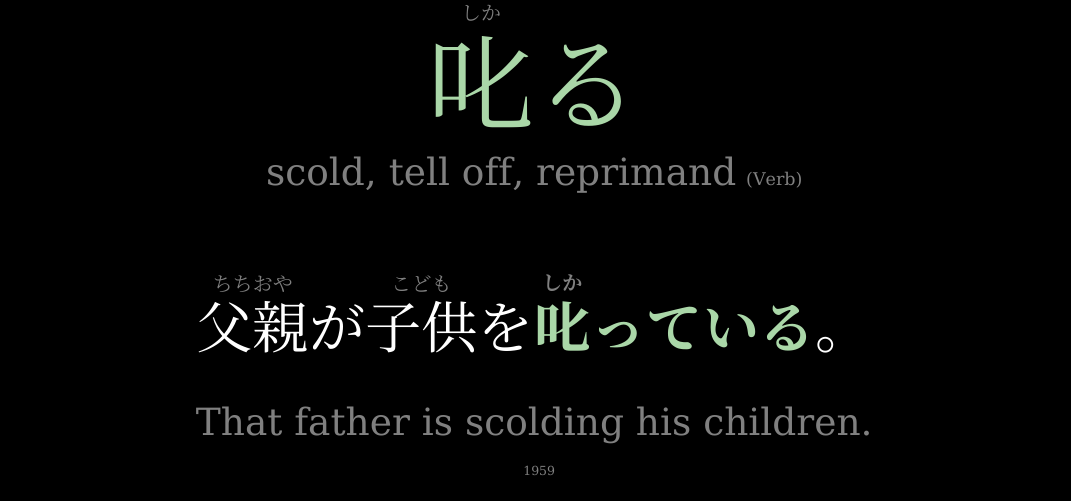 しか
叱る
scold, tell off, reprimand (Verb)
ちちおや こども しか
父親が子供を叱っている。
That father is scolding his children.
1959